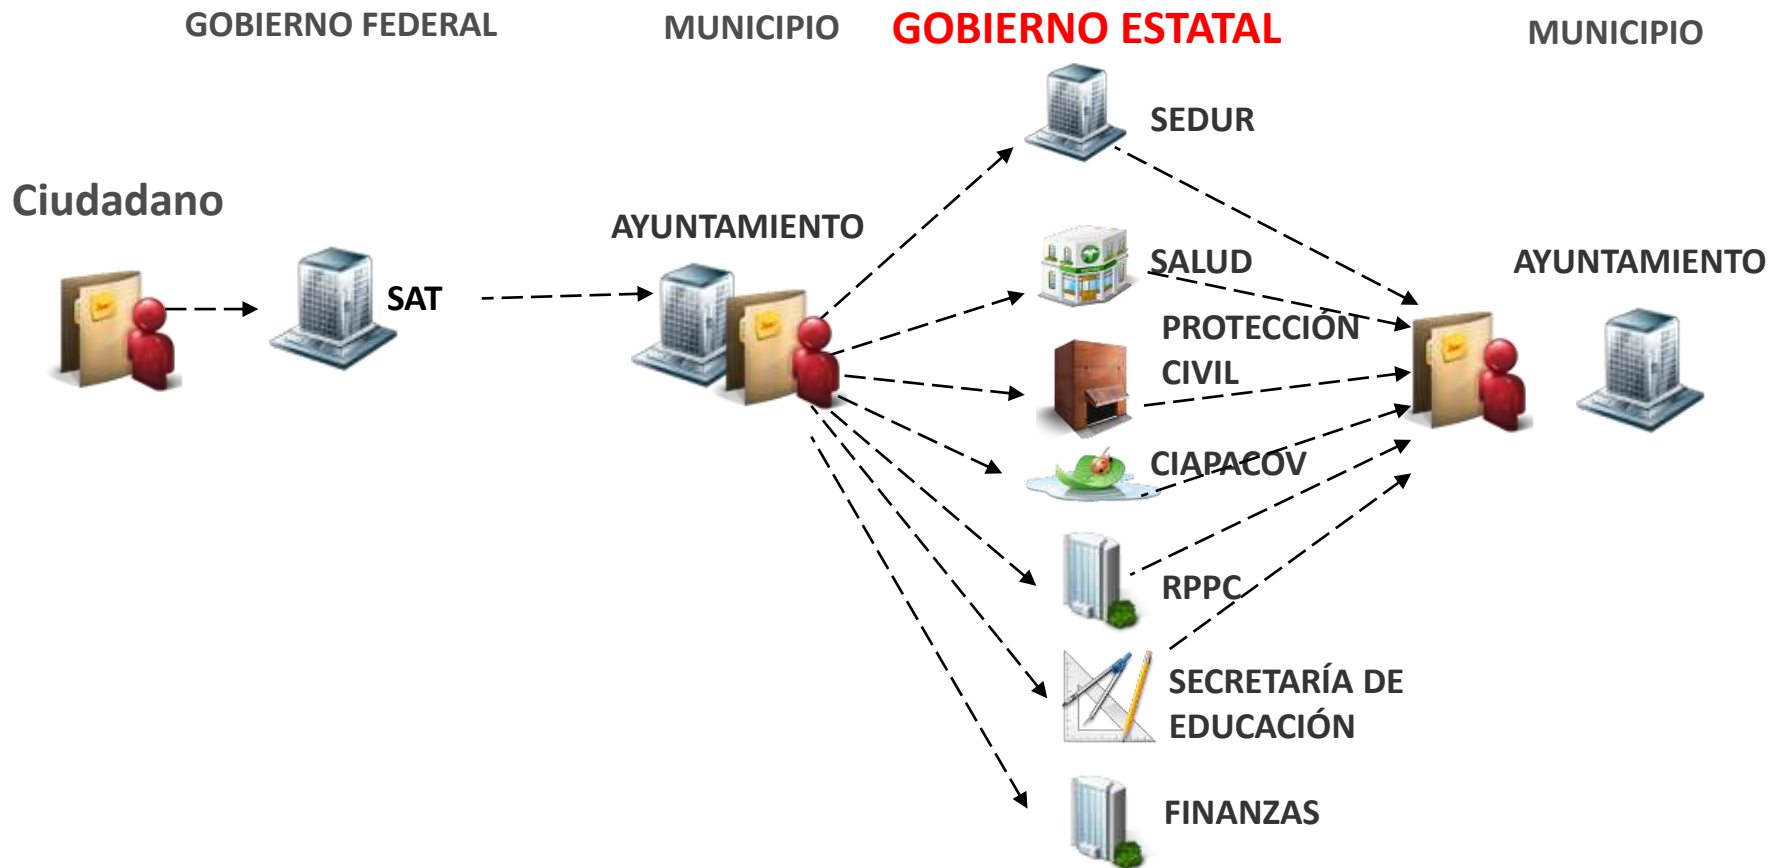 GOBIERNO FEDERAL
MUNICIPIO
GOBIERNO ESTATAL
MUNICIPIO
SEDUR
Ciudadano
AYUNTAMIENTO
SALUD
AYUNTAMIENTO
SAT
PROTECCIÓN
CIVIL
CIAPACOV
RPPC
SECRETARÍA DE
EDUCACIÓN
FINANZAS